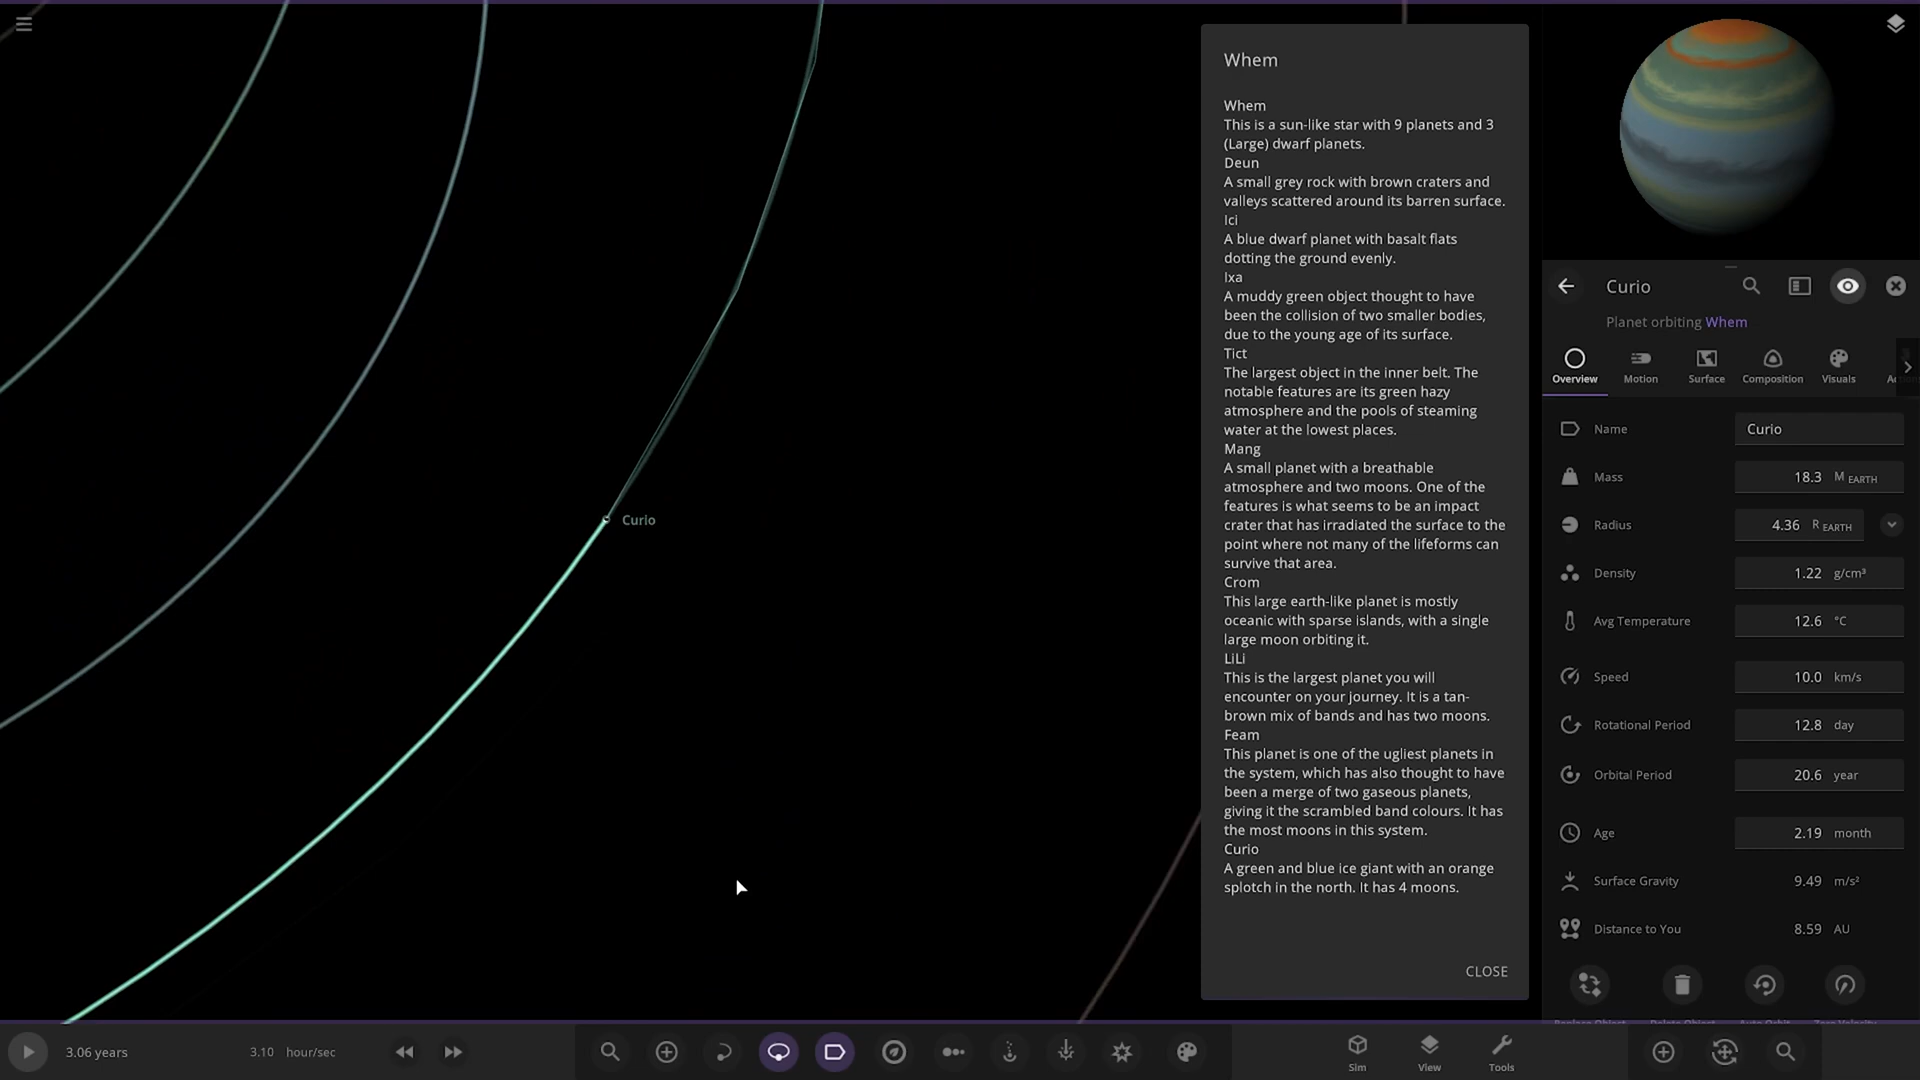 Whem
Whem
This is a sun-like star with 9 planets and 3
(Large) dwarf planets.
Deun
A small grey rock with brown craters and
valleys scattered around its barren surface.
Ici
A blue dwarf planet with basalt flats
dotting the ground evenly.
Ixa
A muddy green object thought to have
been the collision of two smaller bodies,
due to the young age of its surface.
Tict
The largest object in the inner belt. The
notable features are its green hazy
atmosphere and the pools of steaming
water at the lowest places.
Mang
A small planet with a breathable
atmosphere and two moons. One of the
features is what seems to be an impact
crater that has irradiated the surface to the
point where not many of the lifeforms can
survive that area.
Crom
This large earth-like planet is mostly
oceanic with sparse islands, with a single
large moon orbiting it.
LiLi
This is the largest planet you will
encounter on your journey. It is a tan-
brown mix of bands and has two moons.
Feam
This planet is one of the ugliest planets in
the system, which has also thought to have
been a merge of two gaseous planets,
giving it the scrambled band colours. It has
the most moons in this system.
Curio
A green and blue ice giant with an orange
splotch in the north. It has 4 moons.
CLOSE
Curio
Curio
Planet orbiting Whem
Overview Motion Surface Composition Visuals
Name Curio
Mass 18.3 M EARTH
Radius 4.36 R EARTH
Density 1.22 g/cm³
Avg Temperature 12.6 °C
Speed 10.0 km/s
Rotational Period 12.8 day
Orbital Period 20.6 year
Age 2.19 month
Surface Gravity 9.49 m/s²
Distance to You 8.59 AU
3.06 years 3.10 hour/sec
Sim View Tools